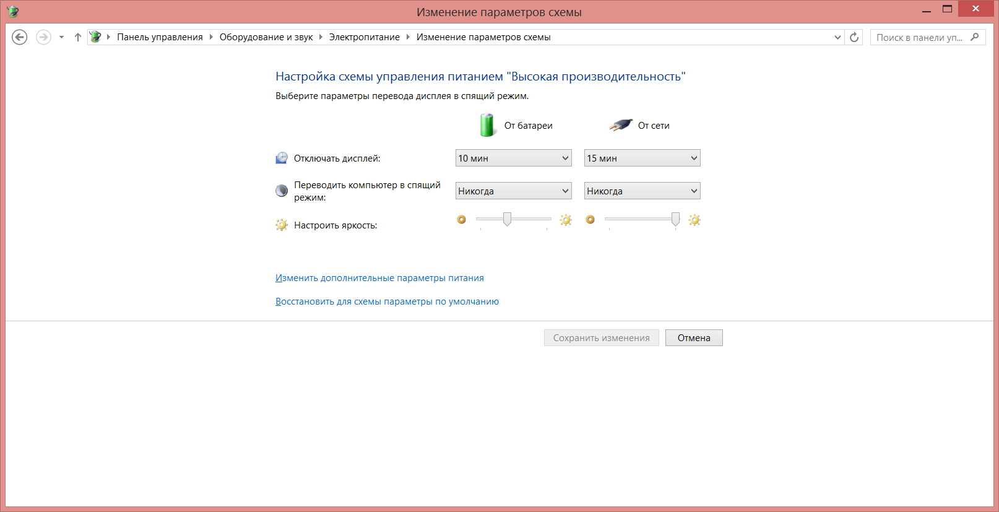 Изменение параметров схемы
Панель управления Оборудование и звук Электропитание Изменение параметров схемы
Поиск в панели уп...
Настройка схемы управления питанием "Высокая производительность"
Выберите параметры перевода дисплея в спящий режим.
От батареи От сети
Отключать дисплей: 10 мин 15 мин
Переводить компьютер в спящий
режим: Никогда Никогда
Настроить яркость:
Изменить дополнительные параметры питания
Восстановить для схемы параметры по умолчанию
Сохранить изменения Отмена